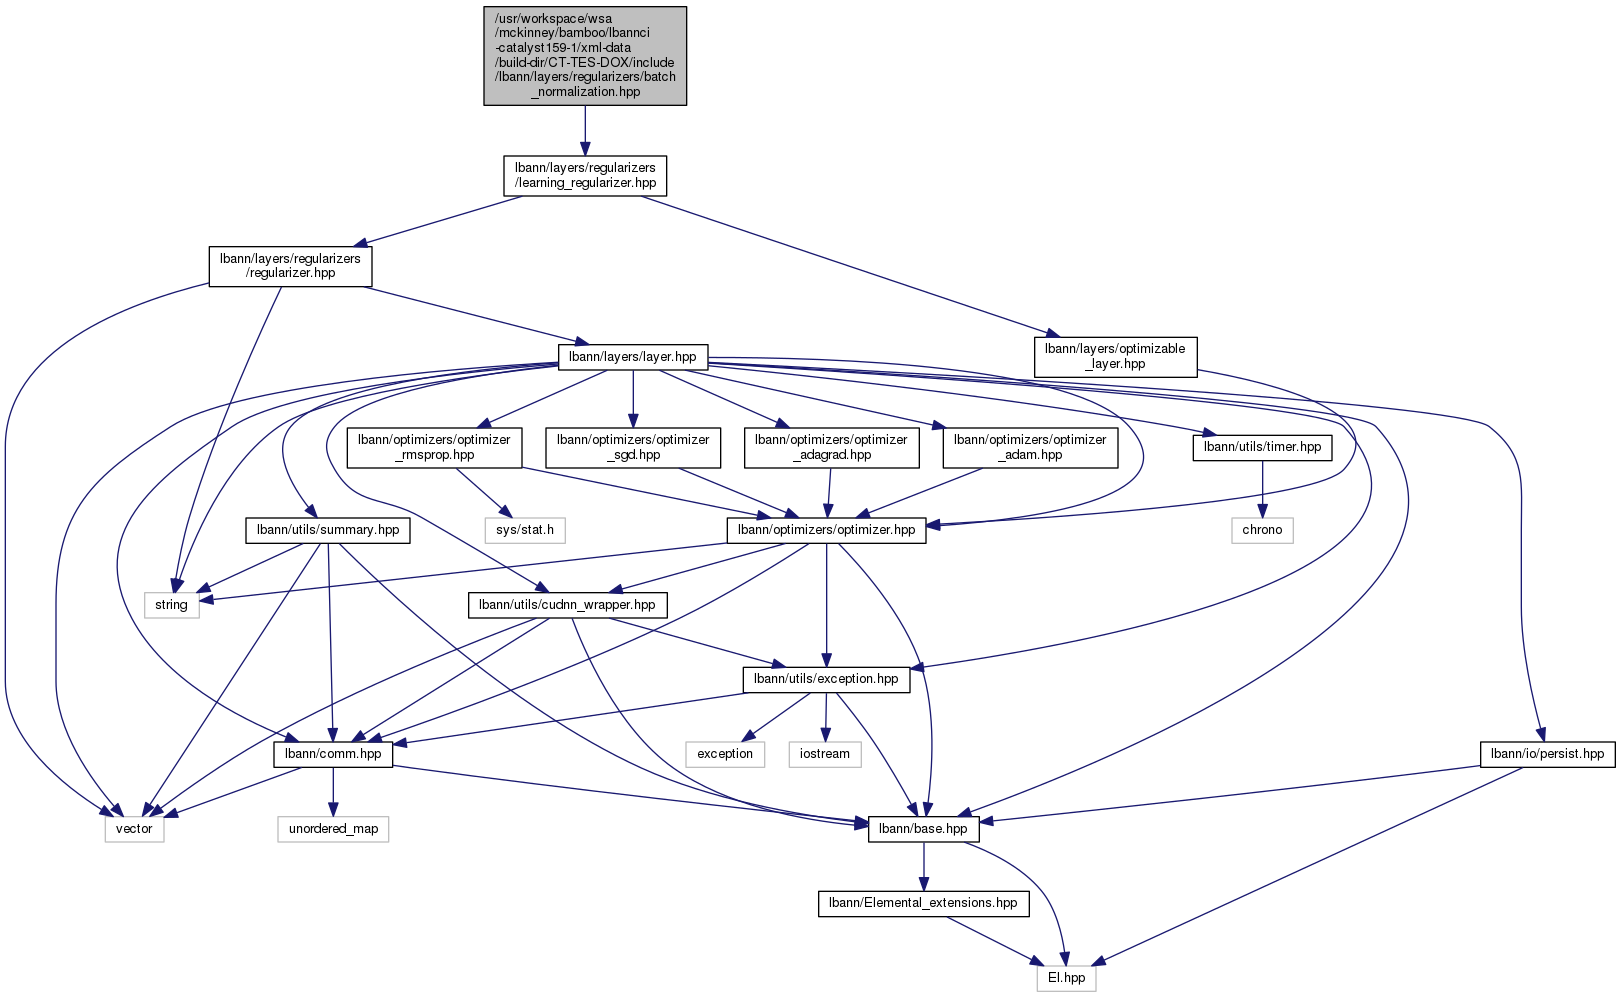 /usr/workspace/wsa
/mckinney/bamboo/lbannci
-catalyst159-1/xml-data
/build-dir/CT-TES-DOX/include
/lbann/layers/regularizers/batch
_normalization.hpp
lbann/layers/regularizers
/learning_regularizer.hpp
lbann/layers/regularizers
/regularizer.hpp
lbann/layers/layer.hpp
lbann/layers/optimizable
_layer.hpp
lbann/optimizers/optimizer
_rmsprop.hpp
lbann/optimizers/optimizer
_sgd.hpp
lbann/optimizers/optimizer
_adagrad.hpp
lbann/optimizers/optimizer
_adam.hpp
lbann/utils/timer.hpp
lbann/utils/summary.hpp
sys/stat.h
lbann/optimizers/optimizer.hpp
chrono
string
lbann/utils/cudnn_wrapper.hpp
lbann/utils/exception.hpp
lbann/comm.hpp
exception
iostream
lbann/io/persist.hpp
vector
unordered_map
lbann/base.hpp
lbann/Elemental_extensions.hpp
El.hpp